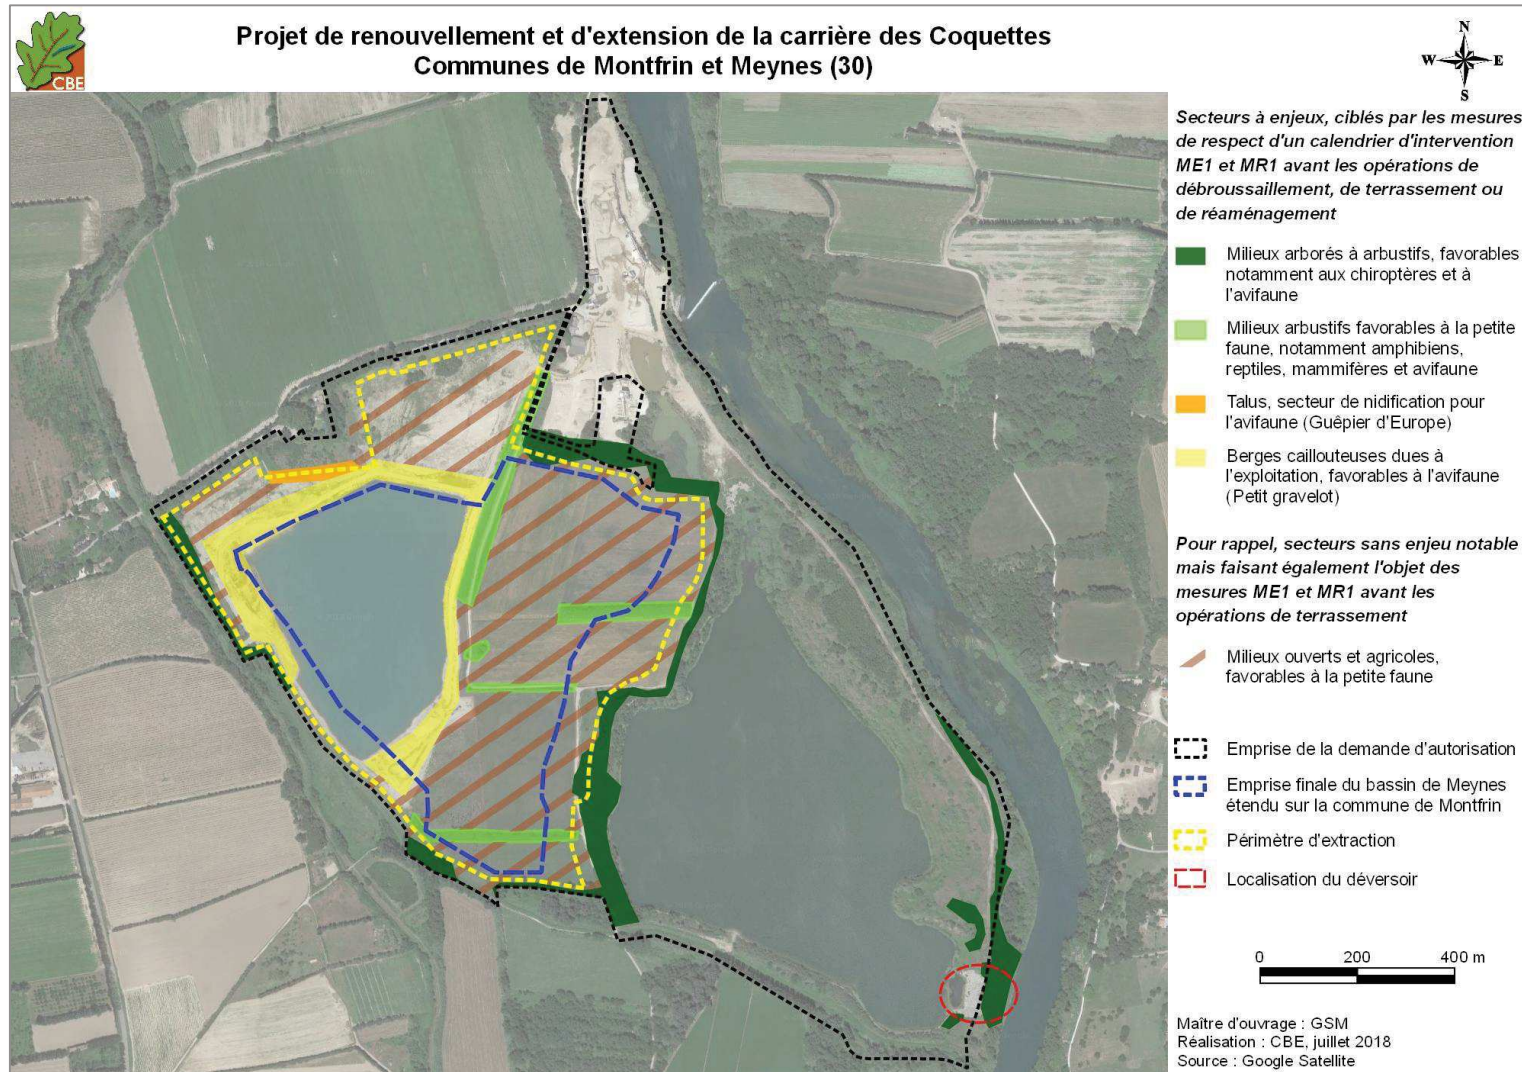 Projet de renouvellement et d'extension de la carrière des Coquettes
Communes de Montfrin et Meynes (30)
CBE
N
W
E
S
Secteurs à enjeux, ciblés par les mesures
de respect d'un calendrier d'intervention
ME1 et MR1 avant les opérations de
débroussaillement, de terrassement ou
de réaménagement
Milieux arborés à arbustifs, favorables
notamment aux chiroptères et à
l'avifaune
Milieux arbustifs favorables à la petite
faune, notamment amphibiens,
reptiles, mammifères et avifaune
Talus, secteur de nidification pour
l'avifaune (Guêpier d'Europe)
Berges caillouteuses dues à
l'exploitation, favorables à l'avifaune
(Petit gravelot)
Pour rappel, secteurs sans enjeu notable
mais faisant également l'objet des
mesures ME1 et MR1 avant les
opérations de terrassement
Milieux ouverts et agricoles,
favorables à la petite faune
Emprise de la demande d'autorisation
Emprise finale du bassin de Meynes
étendu sur la commune de Montfrin
Périmètre d'extraction
Localisation du déversoir
0 200 400 m
Maître d'ouvrage : GSM
Réalisation : CBE, juillet 2018
Source : Google Satellite